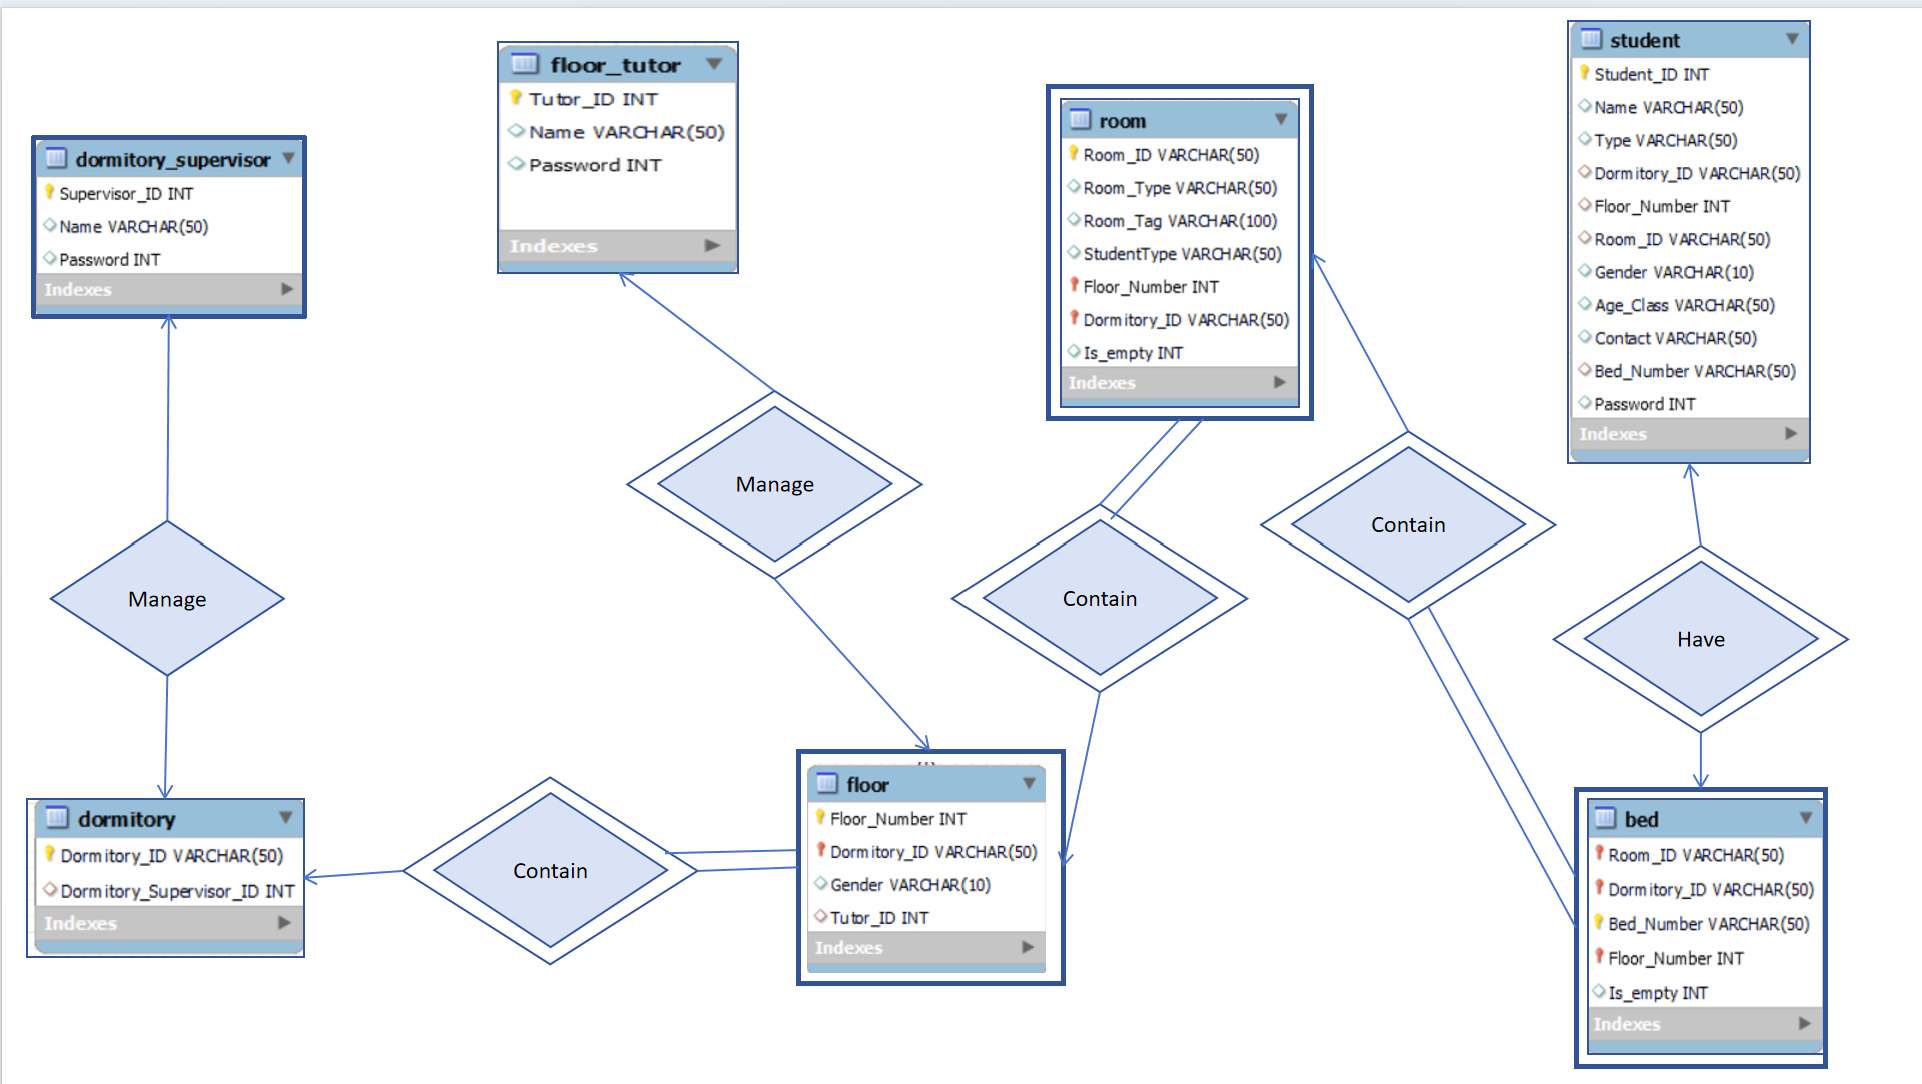 dormitory_supervisor
Supervisor_ID INT
Name VARCHAR(50)
Password INT
Indexes
floor_tutor
Tutor_ID INT
Name VARCHAR(50)
Password INT
Indexes
room
Room_ID VARCHAR(50)
Room_Type VARCHAR(50)
Room_Tag VARCHAR(100)
StudentType VARCHAR(50)
Floor_Number INT
Dormitory_ID VARCHAR(50)
Is_empty INT
Indexes
student
Student_ID INT
Name VARCHAR(50)
Type VARCHAR(50)
Dormitory_ID VARCHAR(50)
Floor_Number INT
Room_ID VARCHAR(50)
Gender VARCHAR(10)
Age_Class VARCHAR(50)
Contact VARCHAR(50)
Bed_Number VARCHAR(50)
Password INT
Indexes
Manage
Manage
Contain
Contain
Have
dormitory
Dormitory_ID VARCHAR(50)
Dormitory_Supervisor_ID INT
Indexes
Contain
floor
Floor_Number INT
Dormitory_ID VARCHAR(50)
Gender VARCHAR(10)
Tutor_ID INT
Indexes
bed
Room_ID VARCHAR(50)
Dormitory_ID VARCHAR(50)
Bed_Number VARCHAR(50)
Floor_Number INT
Is_empty INT
Indexes